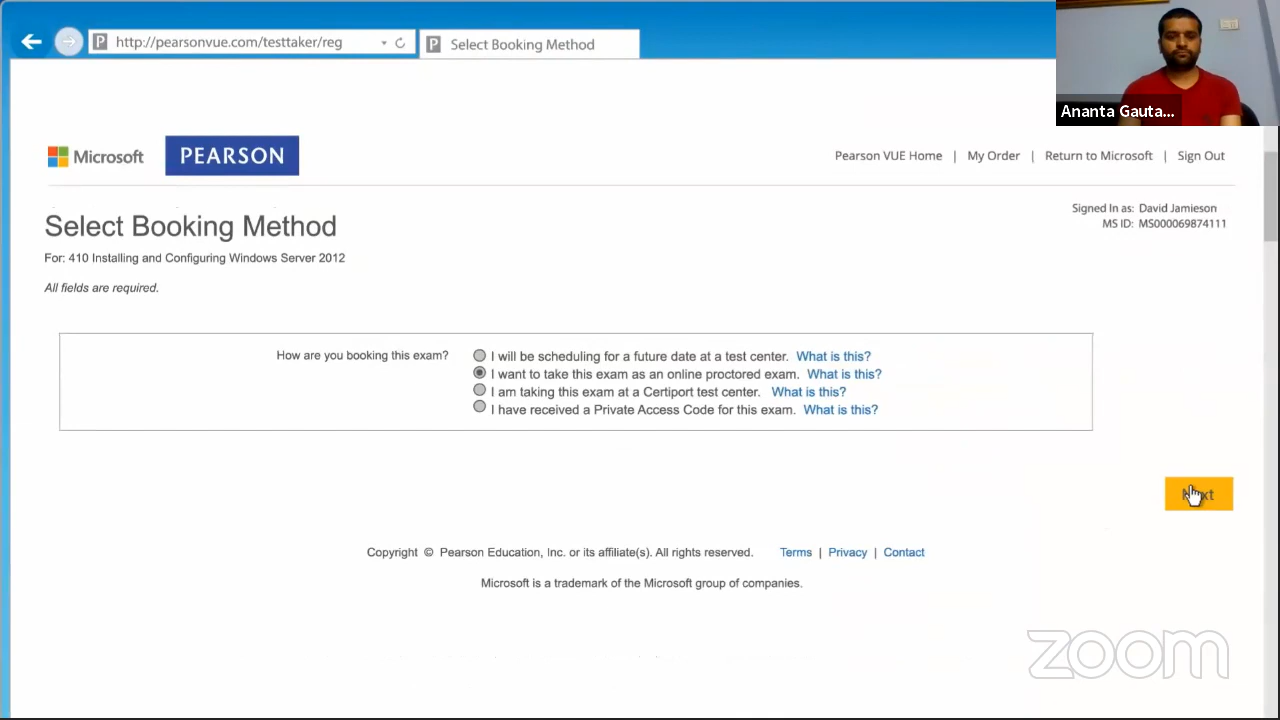 http://pearsonvue.com/testtaker/reg
P Select Booking Method
Ananta Gauta...
Microsoft
PEARSON
Pearson VUE Home | My Order | Return to Microsoft | Sign Out
Signed In as: David Jamieson
MS ID: MS000069874111
Select Booking Method
For: 410 Installing and Configuring Windows Server 2012
All fields are required.
How are you booking this exam?
I will be scheduling for a future date at a test center. What is this?
I want to take this exam as an online proctored exam. What is this?
I am taking this exam at a Certiport test center. What is this?
I have received a Private Access Code for this exam. What is this?
Next
Copyright © Pearson Education, Inc. or its affiliate(s). All rights reserved. Terms | Privacy | Contact
Microsoft is a trademark of the Microsoft group of companies.
zoom